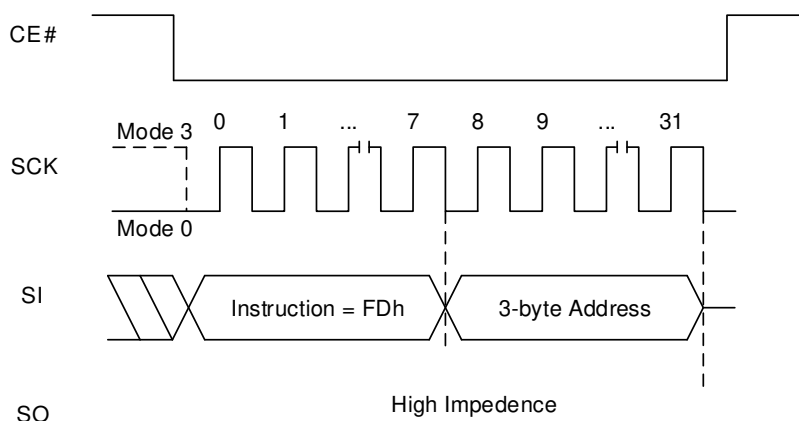 CE#
Mode 3 0 1 ... 7 8 9 ... 31
SCK
Mode 0
SI Instruction = FDh 3-byte Address
High Impedence
SO